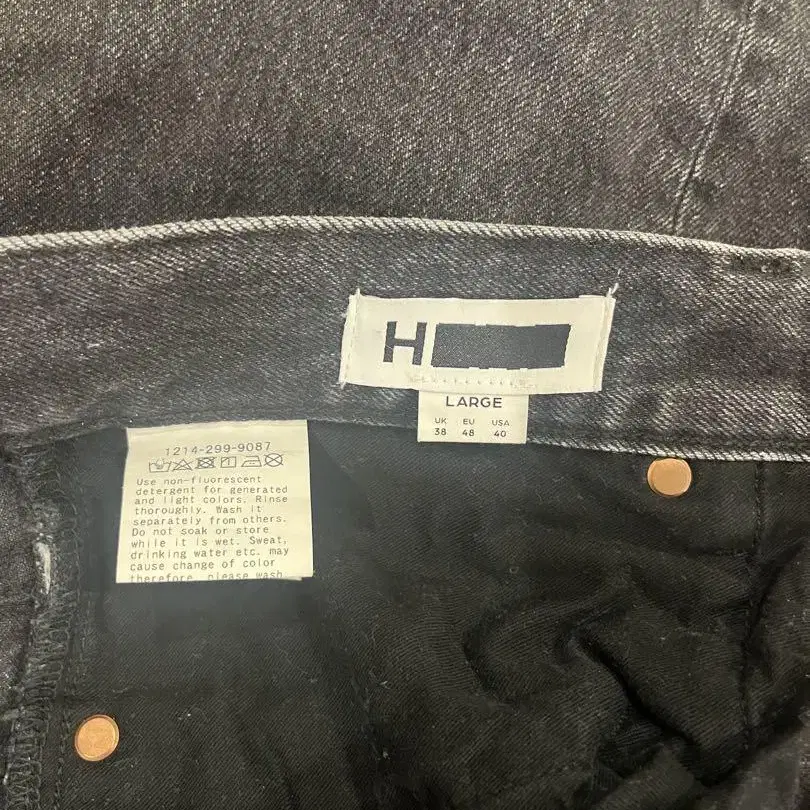 H
LARGE
UK EU USA
38 48 40
1214-299-9087
Use non-fluorescent
detergent for generated
and light colors. Rinse
thoroughly. Wash it
separately from others.
Do not soak or store
while it is wet. Sweat,
drinking water etc. may
cause change of color
therefore, please wash